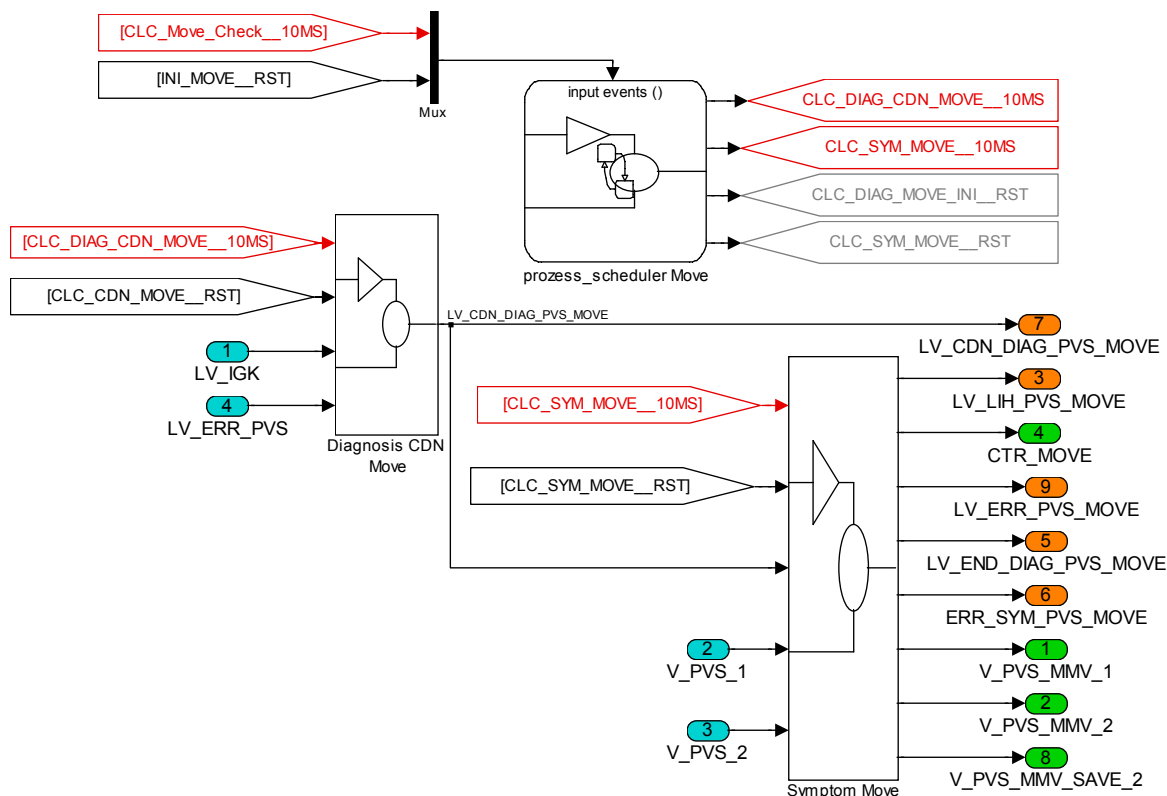 [CLC_Move_Check__10MS]
[INI_MOVE__RST]
Mux
input events ()
prozess_scheduler Move
CLC_DIAG_CDN_MOVE__10MS
CLC_SYM_MOVE__10MS
CLC_DIAG_MOVE_INI__RST
CLC_SYM_MOVE__RST
[CLC_DIAG_CDN_MOVE__10MS]
[CLC_CDN_MOVE__RST]
1
LV_IGK
4
LV_ERR_PVS
Diagnosis CDN
Move
LV_CDN_DIAG_PVS_MOVE
[CLC_SYM_MOVE__10MS]
[CLC_SYM_MOVE__RST]
2
V_PVS_1
3
V_PVS_2
Symptom Move
7
LV_CDN_DIAG_PVS_MOVE
3
LV_LIH_PVS_MOVE
4
CTR_MOVE
9
LV_ERR_PVS_MOVE
5
LV_END_DIAG_PVS_MOVE
6
ERR_SYM_PVS_MOVE
1
V_PVS_MMV_1
2
V_PVS_MMV_2
8
V_PVS_MMV_SAVE_2